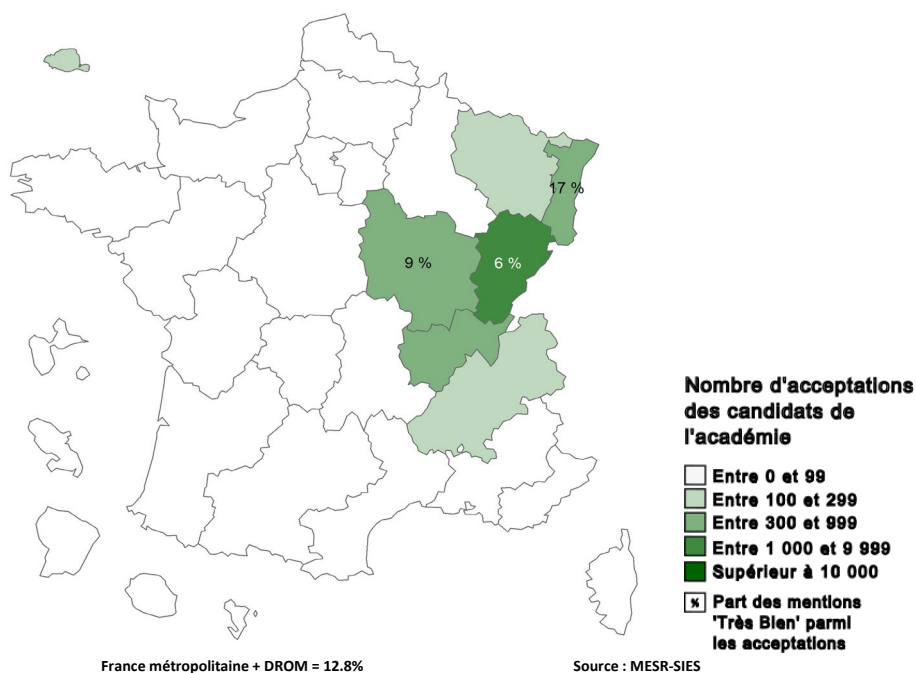 17 %
9 %
6 %
Nombre d'acceptations
des candidats de
l'académie
Entre 0 et 99
Entre 100 et 299
Entre 300 et 999
Entre 1 000 et 9 999
Supérieur à 10 000
% Part des mentions
'Très Bien' parmi
les acceptations
France métropolitaine + DROM = 12.8%
Source : MESR-SIES